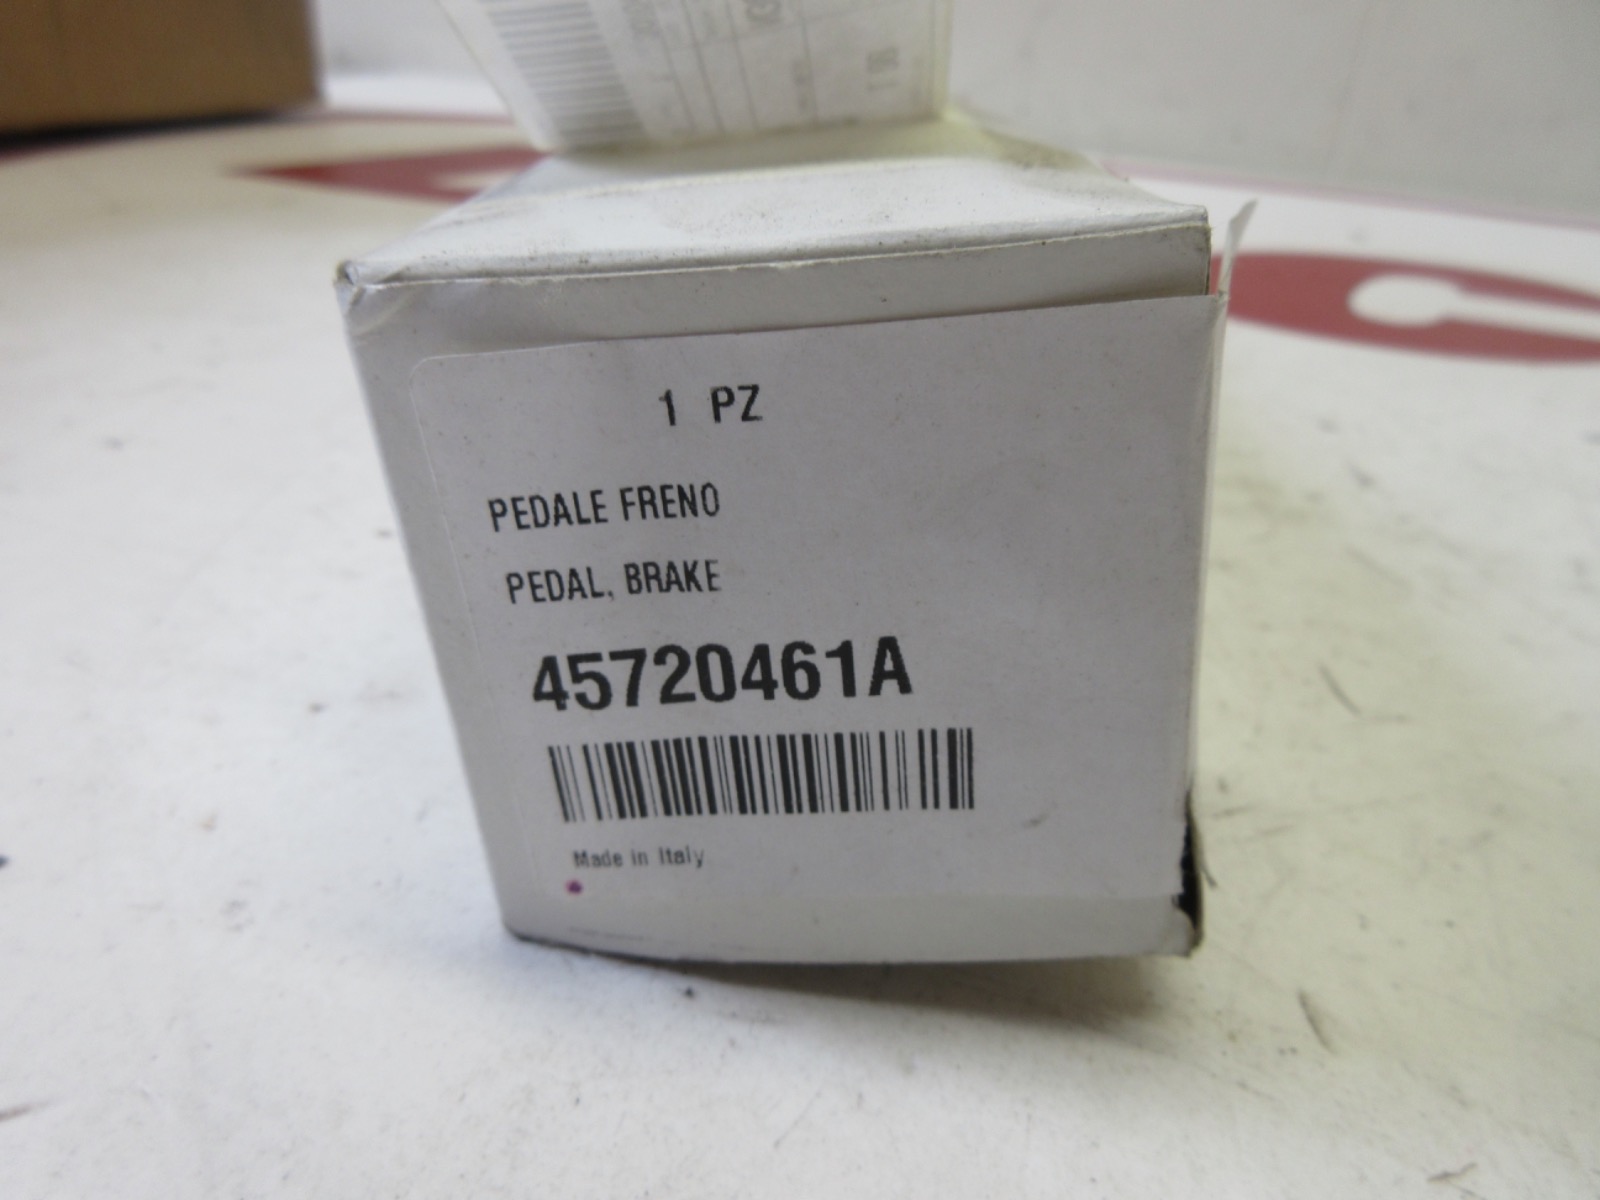 1 PZ
PEDALE FRENO
PEDAL, BRAKE
45720461A
Made in Italy